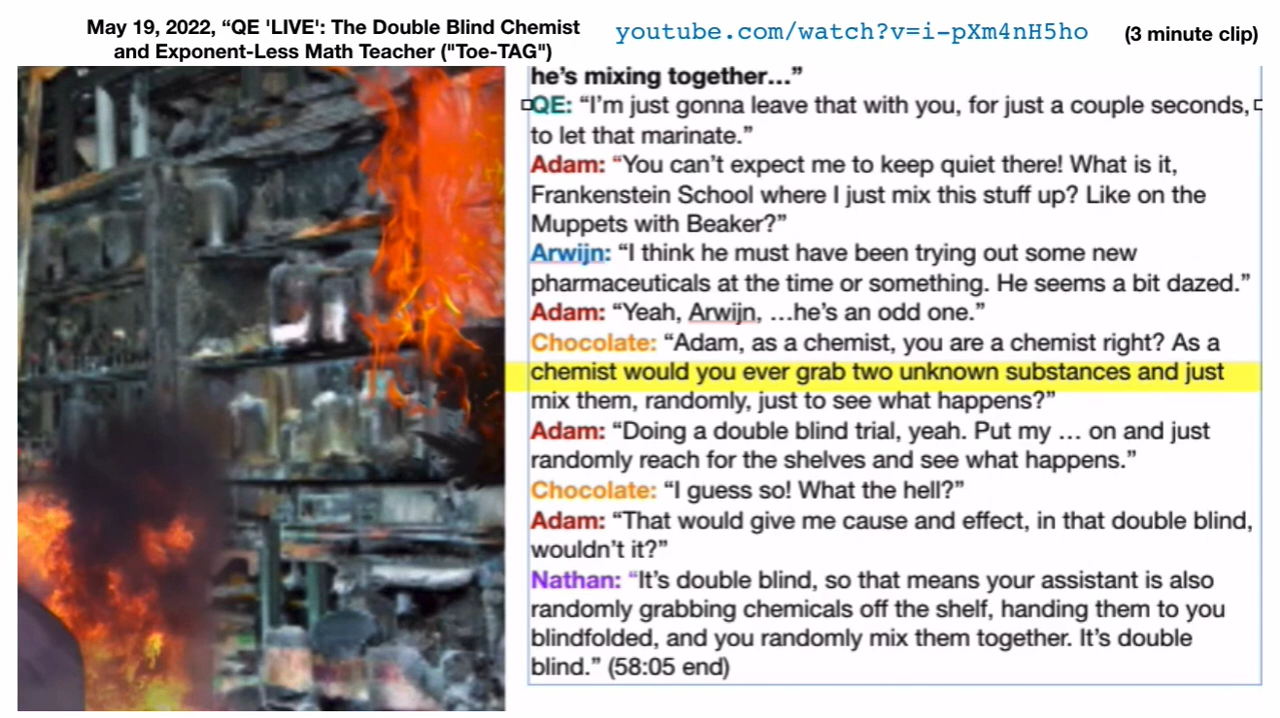 May 19, 2022, “QE 'LIVE': The Double Blind Chemist
and Exponent-Less Math Teacher ("Toe-TAG")
youtube.com/watch?v=i-pXm4nH5ho
(3 minute clip)
he’s mixing together…”
QE: “I’m just gonna leave that with you, for just a couple seconds,
to let that marinate.”
Adam: “You can’t expect me to keep quiet there! What is it,
Frankenstein School where I just mix this stuff up? Like on the
Muppets with Beaker?”
Arwijn: “I think he must have been trying out some new
pharmaceuticals at the time or something. He seems a bit dazed.”
Adam: “Yeah, Arwijn, …he’s an odd one.”
Chocolate: “Adam, as a chemist, you are a chemist right? As a
chemist would you ever grab two unknown substances and just
mix them, randomly, just to see what happens?”
Adam: “Doing a double blind trial, yeah. Put my … on and just
randomly reach for the shelves and see what happens.”
Chocolate: “I guess so! What the hell?”
Adam: “That would give me cause and effect, in that double blind,
wouldn’t it?”
Nathan: “It’s double blind, so that means your assistant is also
randomly grabbing chemicals off the shelf, handing them to you
blindfolded, and you randomly mix them together. It’s double
blind.” (58:05 end)